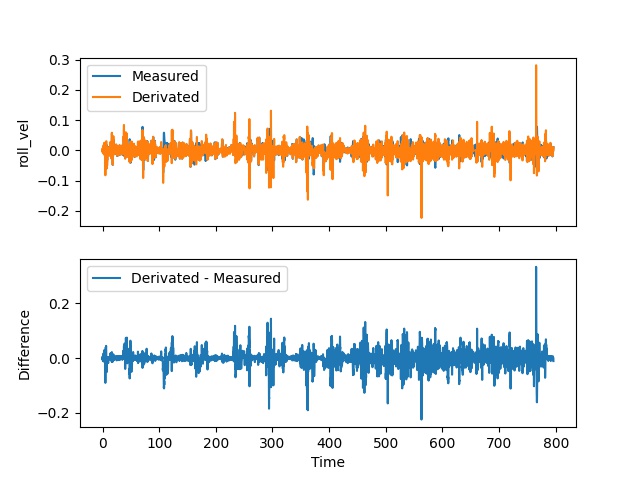 0.3
0.2
0.1
0.0
−0.1
−0.2
roll_vel
Measured
Derivated
0.2
0.0
−0.2
Difference
Derivated - Measured
0 100 200 300 400 500 600 700 800
Time